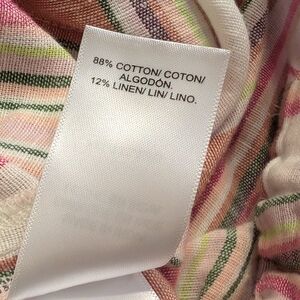 88% COTTON/ COTON/
ALGODÓN.
12% LINEN/ LIN/ LINO.